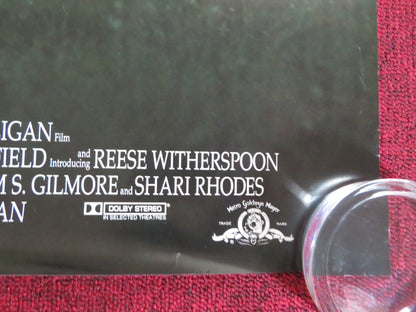 IGAN Film
FIELD and Introducing REESE WITHERSPOON
M S. GILMORE and SHARI RHODES
AN
DOLBY STEREO
IN SELECTED THEATRES
Metro Goldwyn Mayer
TRADE MARK